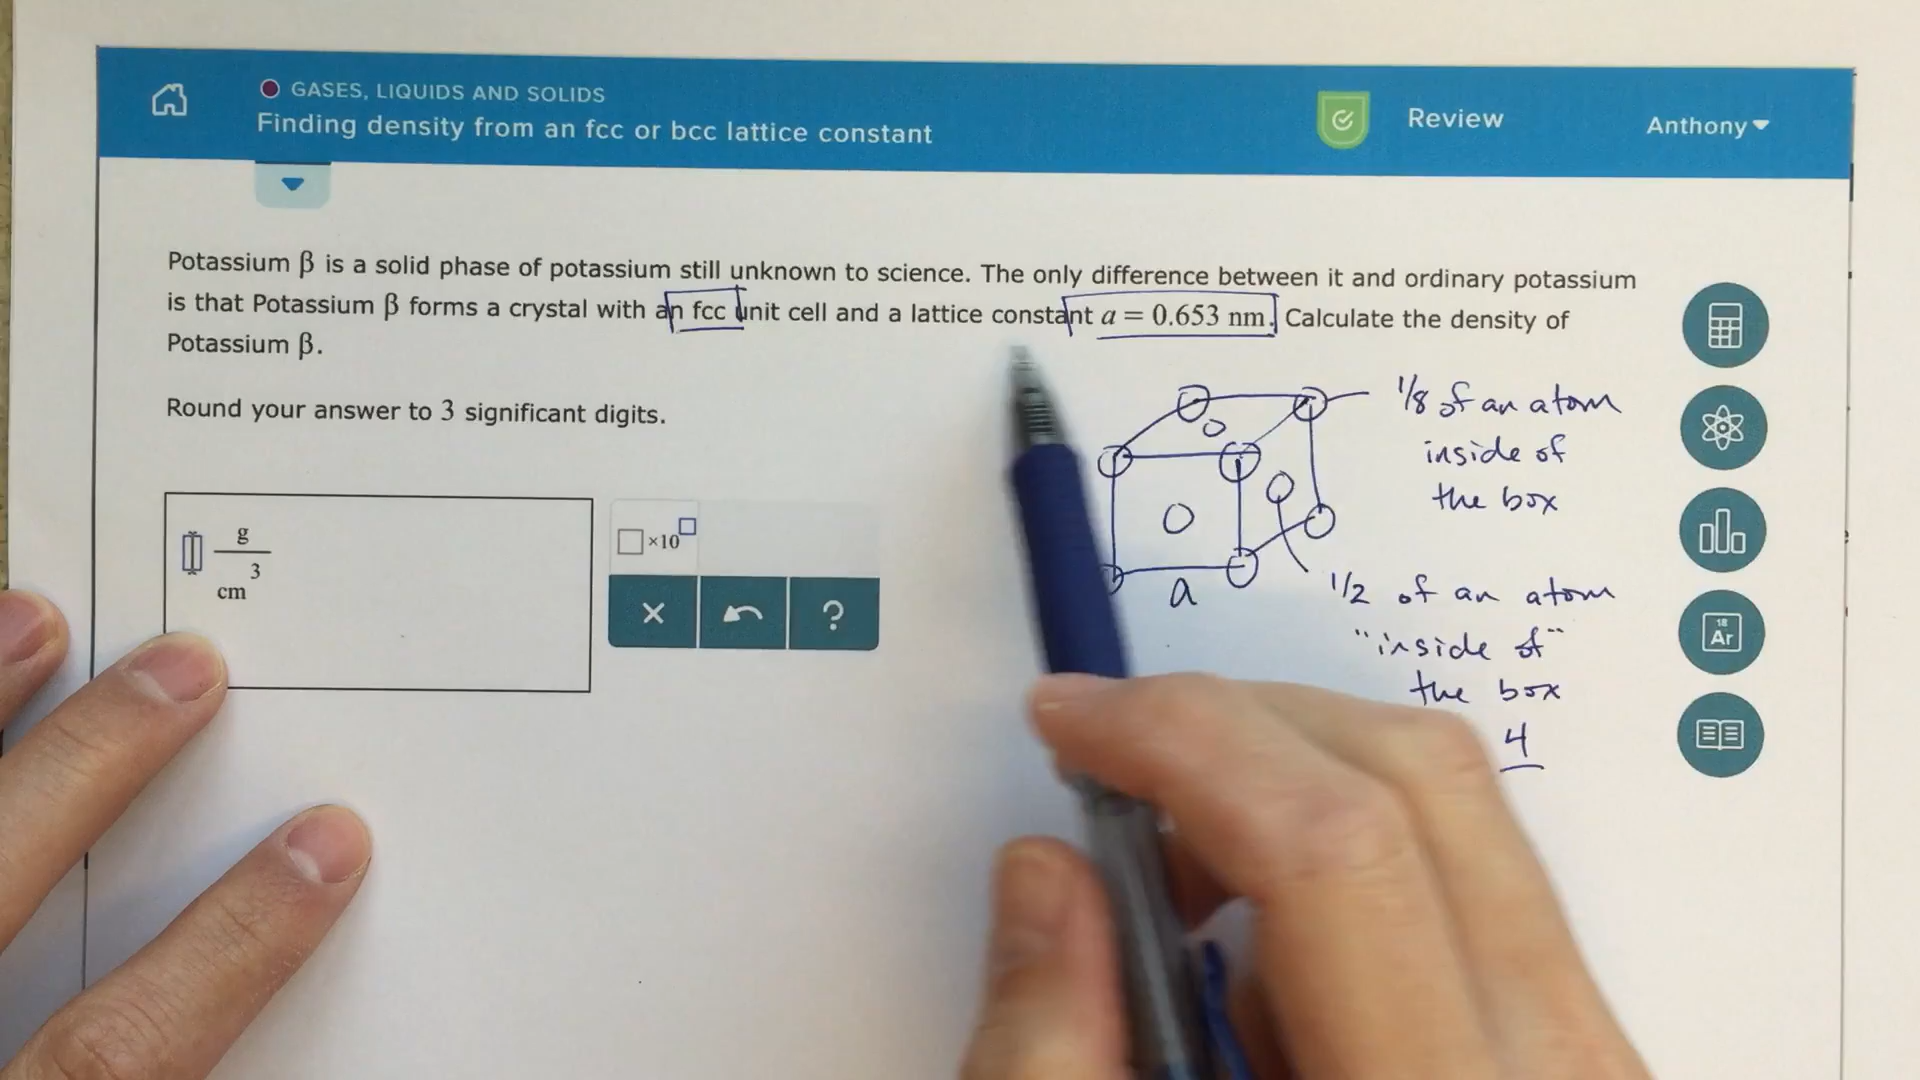 GASES, LIQUIDS AND SOLIDS
Finding density from an fcc or bcc lattice constant
Review
Anthony
Potassium β is a solid phase of potassium still unknown to science. The only difference between it and ordinary potassium
is that Potassium β forms a crystal with an fcc unit cell and a lattice constant a = 0.653 nm. Calculate the density of
Potassium β.
Round your answer to 3 significant digits.
g
cm 3
×10
×
?
1/8 of an atom
inside of
the box
a
1/2 of an atom
"inside of"
the box
4
18
Ar